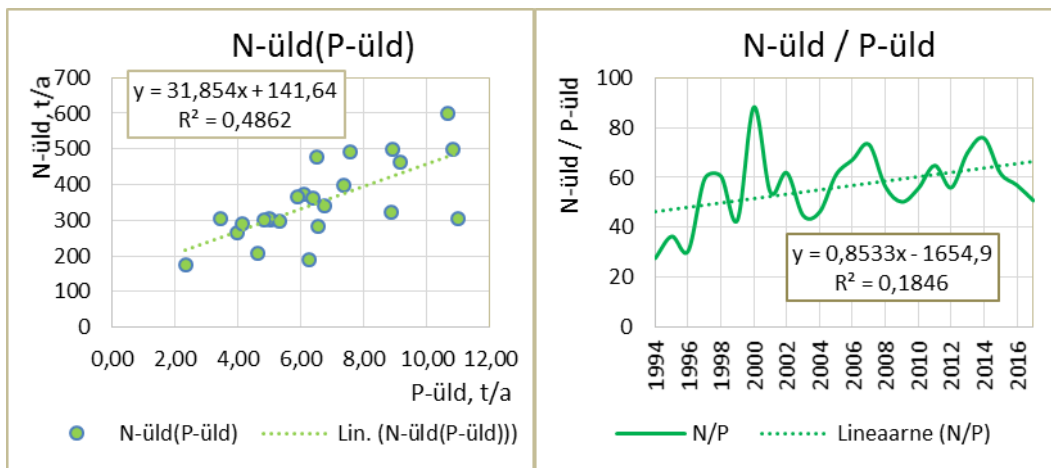 N-üld(P-üld)
N-üld, t/a
700
600
500
400
300
200
100
0
y = 31,854x + 141,64
R² = 0,4862
0,00 2,00 4,00 6,00 8,00 10,00 12,00
P-üld, t/a
N-üld(P-üld) Lin. (N-üld(P-üld)))
N-üld / P-üld
N-üld / P-üld
100
80
60
40
20
0
y = 0,8533x - 1654,9
R² = 0,1846
1994 1996 1998 2000 2002 2004 2006 2008 2010 2012 2014 2016
N/P Lineaarne (N/P)